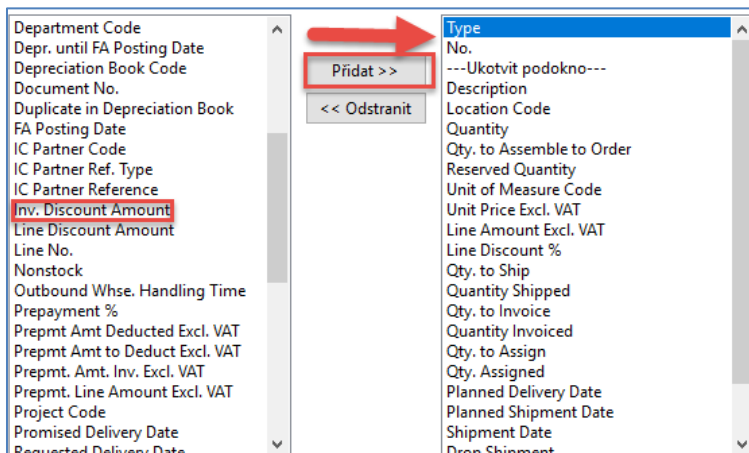 Department Code
Depr. until FA Posting Date
Depreciation Book Code
Document No.
Duplicate in Depreciation Book
FA Posting Date
IC Partner Code
IC Partner Ref. Type
IC Partner Reference
Inv. Discount Amount
Line Discount Amount
Line No.
Nonstock
Outbound Whse. Handling Time
Prepayment %
Prepmt Amt Deducted Excl. VAT
Prepmt Amt to Deduct Excl. VAT
Prepmt. Amt. Inv. Excl. VAT
Prepmt. Line Amount Excl. VAT
Project Code
Promised Delivery Date
Requested Delivery Date
Přidat >>
<< Odstranit
Type
No.
---Ukotvit podokno---
Description
Location Code
Quantity
Qty. to Assemble to Order
Reserved Quantity
Unit of Measure Code
Unit Price Excl. VAT
Line Amount Excl. VAT
Line Discount %
Qty. to Ship
Quantity Shipped
Qty. to Invoice
Quantity Invoiced
Qty. to Assign
Qty. Assigned
Planned Delivery Date
Planned Shipment Date
Shipment Date
Drop Shipment